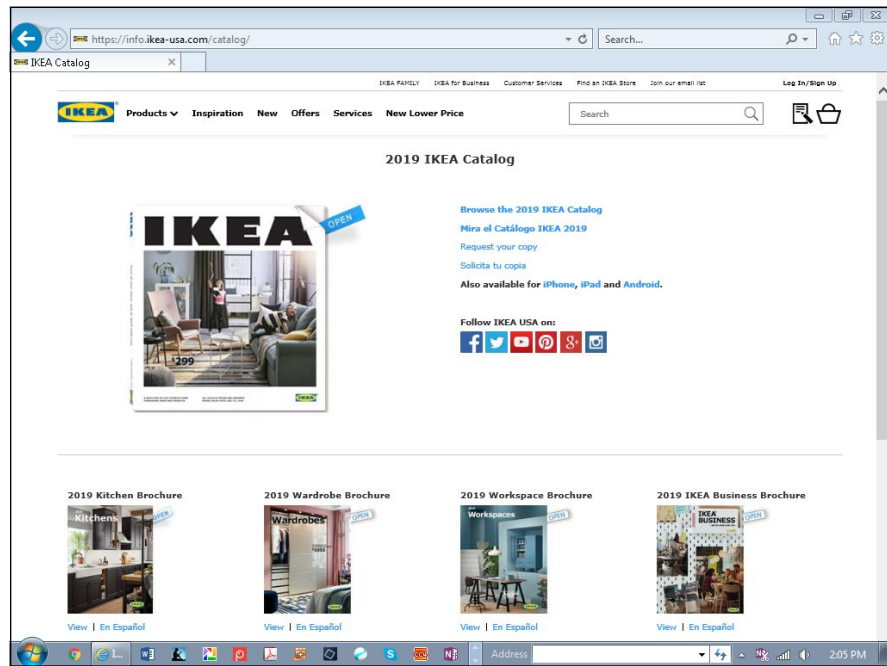 https://info.ikea-usa.com/catalog/
Search...
IKEA Catalog
IKEA FAMILY IKEA for Business Customer Services Find an IKEA Store Join our email list Log In/Sign Up
IKEA Products Inspiration New Offers Services New Lower Price Search
2019 IKEA Catalog
IKEA
OPEN
$299
IKEA
Browse the 2019 IKEA Catalog
Mira el Catálogo IKEA 2019
Request your copy
Solicita tu copia
Also available for iPhone, iPad and Android.
Follow IKEA USA on:
2019 Kitchen Brochure
Kitchens
OPEN
View | En Español
2019 Wardrobe Brochure
Wardrobes
OPEN
View | En Español
2019 Workspace Brochure
Workspaces
OPEN
View | En Español
2019 IKEA Business Brochure
IKEA
BUSINESS
OPEN
View | En Español
I...
Address
2:05 PM